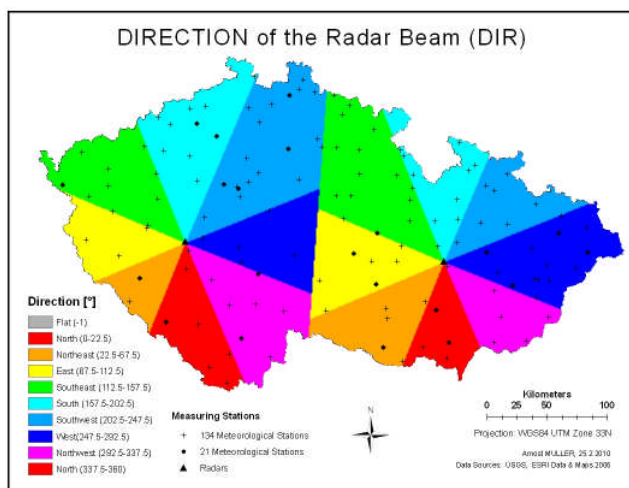 DIRECTION of the Radar Beam (DIR)
Direction [°]
Flat (-1)
North (0-22.5)
Northeast (22.5-67.5)
East (67.5-112.5)
Southeast (112.5-157.5)
South (157.5-202.5)
Southwest (202.5-247.5)
West(247.5-292.5)
Northwest (292.5-337.5)
North (337.5-360)
Measuring Stations
134 Meteorological Stations
21 Meteorological Stations
Radars
N
Kilometers
0 25 50 100
Projection: WGS84 UTM Zone 33N
Arnost MULLER, 25.2.2010
Data Sources: USGS, ESRI Data & Maps 2006